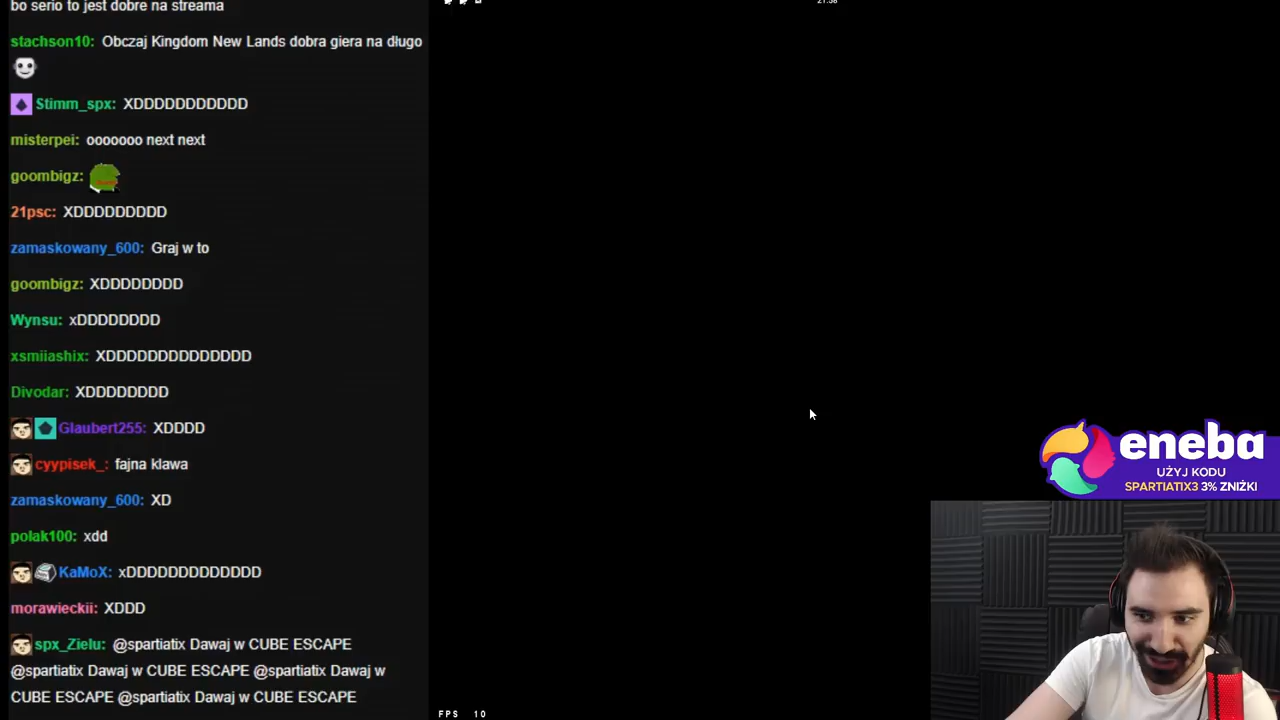 bo serio to jest dobre na streama
stachson10: Obczaj Kingdom New Lands dobra giera na długo
Stimm_spx: XDDDDDDDDDDD
misterpei: ooooooo next next
goombigz:
21psc: XDDDDDDDDD
zamaskowany_600: Graj w to
goombigz: XDDDDDDDD
Wynsu: xDDDDDDDD
xsmiiashix: XDDDDDDDDDDDDDD
Divodar: XDDDDDDDD
Glaubert255: XDDDD
cyypisek_: fajna klawa
zamaskowany_600: XD
polak100: xdd
KaMoX: xDDDDDDDDDDDDD
morawieckii: XDDD
spx_Zielu: @spartiatix Dawaj w CUBE ESCAPE
@spartiatix Dawaj w CUBE ESCAPE @spartiatix Dawaj w
CUBE ESCAPE @spartiatix Dawaj w CUBE ESCAPE
FPS 10
eneba
UŻYJ KODU
SPARTIATIX3 3% ZNIŻKI